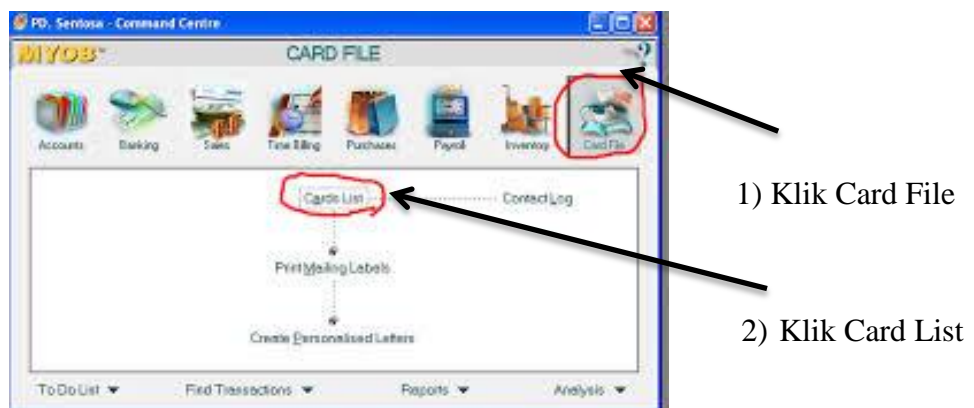 PD. Sentosa - Command Centre
MYOB
CARD FILE
Accounts Banking Sales Time Billing Purchases Payroll Inventory Card File
1) Klik Card File
Cards List Contact Log
Print Mailing Labels
2) Klik Card List
Create Personalised Letters
To Do List Find Transactions Reports Analysis